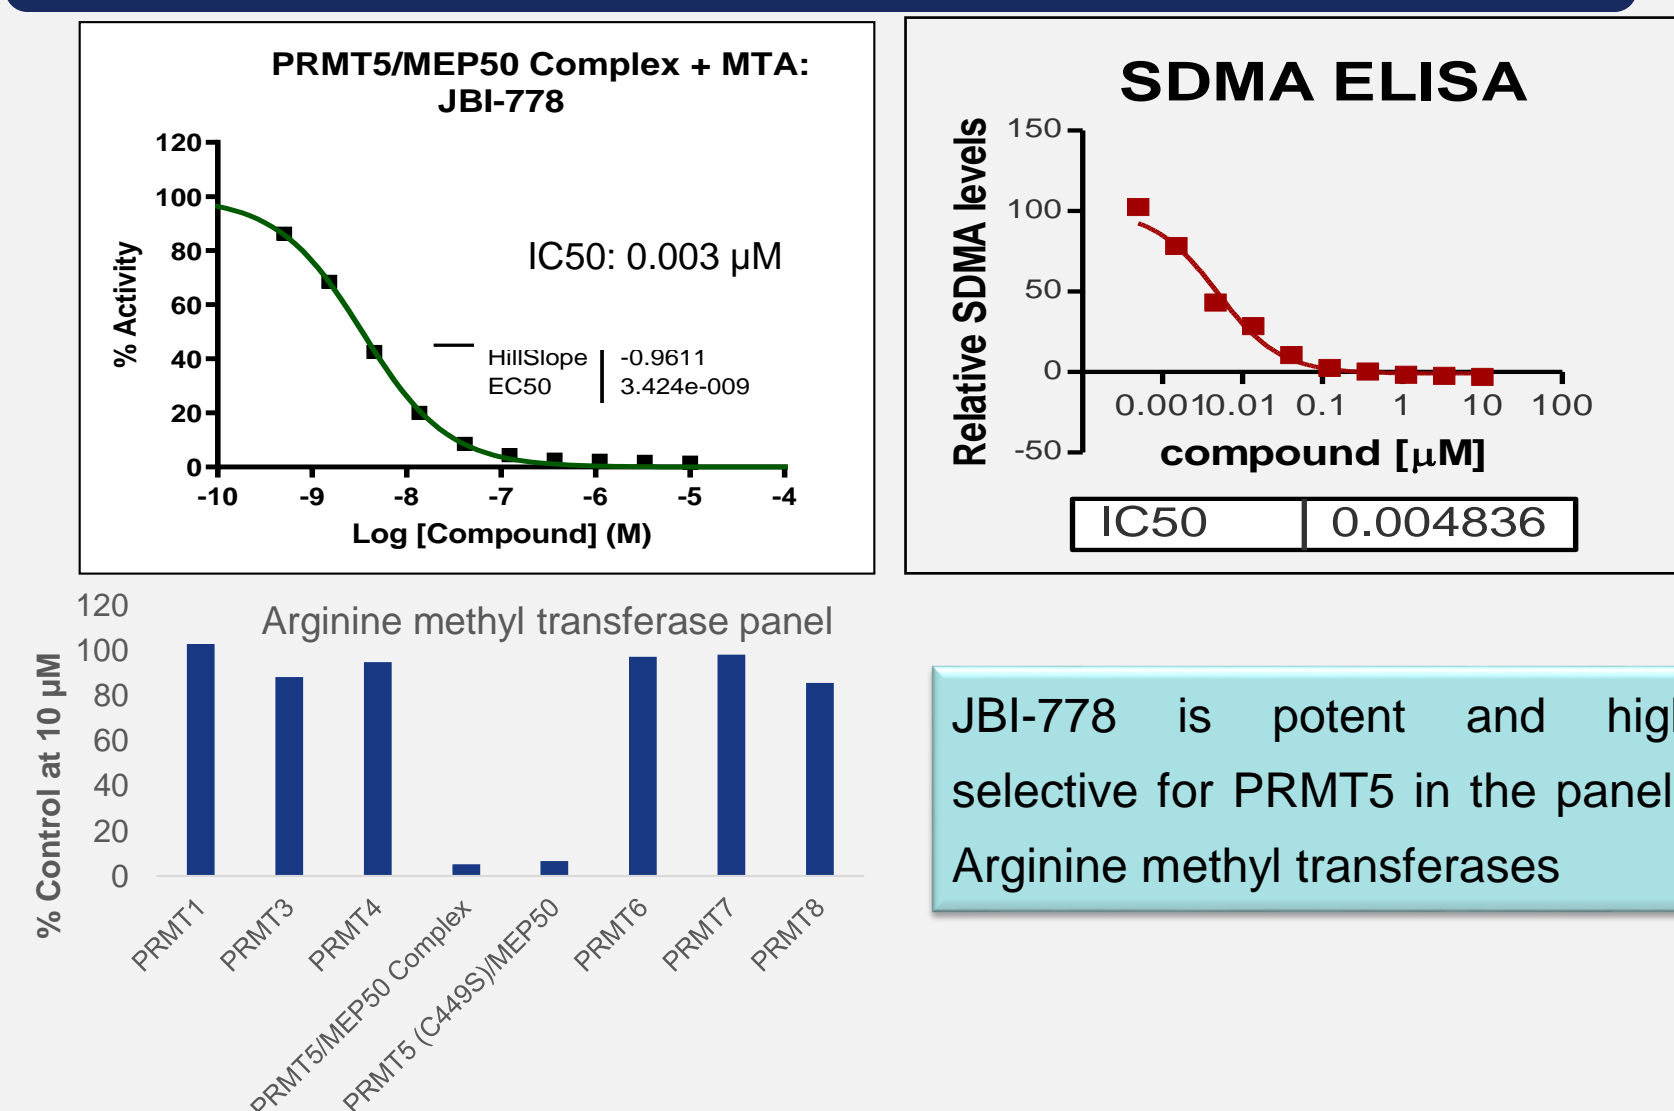 PRMT5/MEP50 Complex + MTA:
JBI-778
120
100
80
60
40
20
0
% Activity
IC50: 0.003 µM
HillSlope -0.9611
EC50 3.424e-009
-10 -9 -8 -7 -6 -5 -4
Log [Compound] (M)
SDMA ELISA
Relative SDMA levels
150
100
50
0
-50
0.001 0.01 0.1 1 10 100
compound [µM]
IC50 0.004836
Arginine methyl transferase panel
% Control at 10 µM
120
100
80
60
40
20
0
PRMT1
PRMT3
PRMT4
PRMT5/MEP50 Complex
PRMT5 (C449S)/MEP50
PRMT6
PRMT7
PRMT8
JBI-778 is potent and
selective for PRMT5 in the panel
Arginine methyl transferases